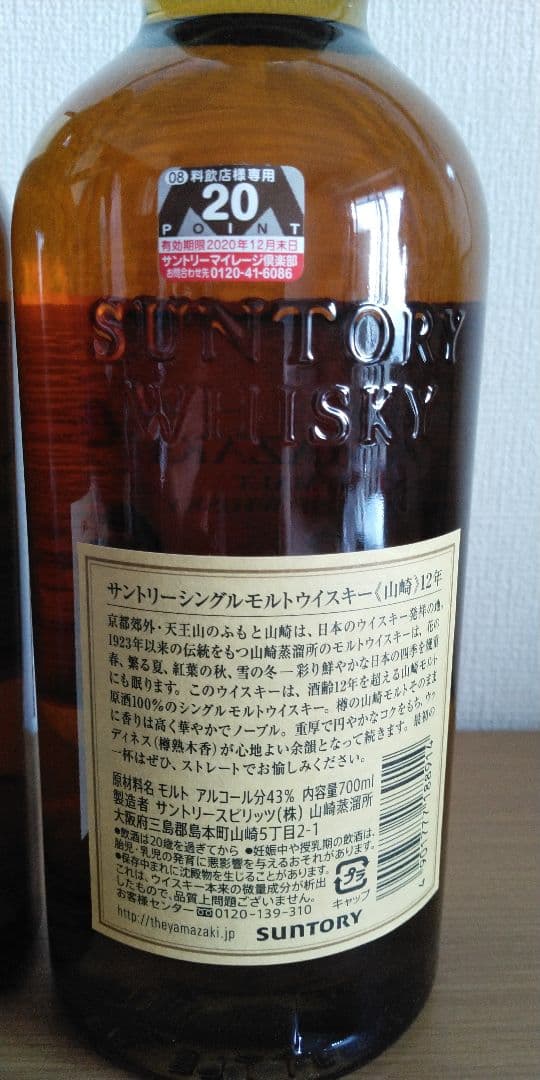 08 料飲店様専用
20
POINT
有効期限2020年12月末日
サントリーマイレージ倶楽部
お問合わせ先 0120-41-6086
SUNTORY
WHISKY
サントリーシングルモルトウイスキー《山崎》12年
京都郊外・天王山のふもと山崎は、日本のウイスキー発祥の地。
1923年以来の伝統をもつ山崎蒸溜所のモルトウイスキーは、花の
春、繁る夏、紅葉の秋、雪の冬—彩り鮮やかな日本の四季を幾重
にも眠ります。このウイスキーは、酒齢12年を超える山崎モルト
原酒100%のシングルモルトウイスキー。樽の山崎モルトそのまま
に香りは高く華やかでノーブル。重厚で円やかなコクをもち、ウッ
ディネス(樽熟木香)が心地よい余韻となって続きます。最初の
一杯はぜひ、ストレートでお愉しみください。
原材料名 モルト アルコール分43% 内容量700ml
製造者 サントリースピリッツ(株) 山崎蒸溜所
大阪府三島郡島本町山崎5丁目2-1
●飲酒は20歳を過ぎてから ●妊娠中や授乳期の飲酒は、
胎児・乳児の発育に悪影響を与えるおそれがあります。
●保存中まれに沈殿物を生じることがあります。
これは、ウイスキー本来の微量成分が析出
したもので、品質上問題ございません。
お客様センター 0120-139-310
http://theyamazaki.jp SUNTORY
プラ
キャップ
4 901777 188914